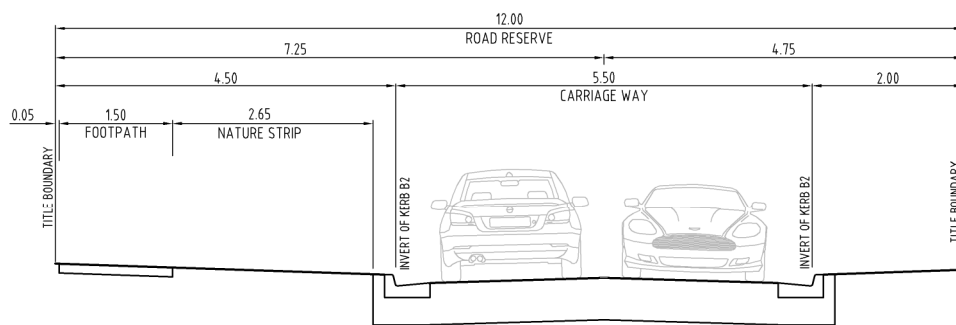 12.00
ROAD RESERVE
7.25
4.75
4.50
5.50
CARRIAGE WAY
2.00
0.05
1.50
FOOTPATH
2.65
NATURE STRIP
TITLE BOUNDARY
INVERT OF KERB B2
INVERT OF KERB B2
TITLE BOUNDARY